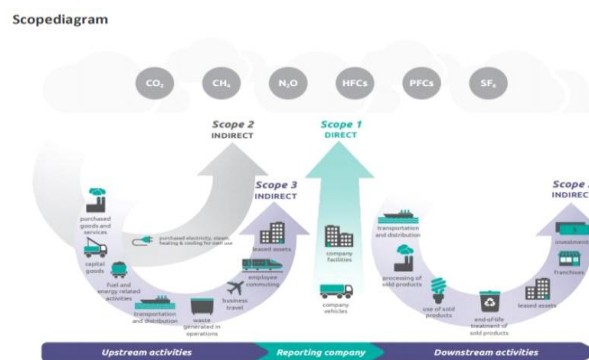 Scopediagram
CO₂ CH₄ N₂O HFCs PFCs SF₆
Scope 2
INDIRECT
Scope 1
DIRECT
Scope 3
INDIRECT
Scope
INDIRECT
purchased
goods and
services
capital
goods
fuel and
energy related
activities
transportation
and distribution
purchased electricity, steam,
heating & cooling for own use
waste
generated in
operations
business
travel
employee
commuting
leased assets
company
facilities
company
vehicles
transportation
and distribution
processing of
sold products
use of sold
products
end-of-life
treatment of
sold products
leased assets
franchises
investments
Upstream activities
Reporting company
Downstream activities